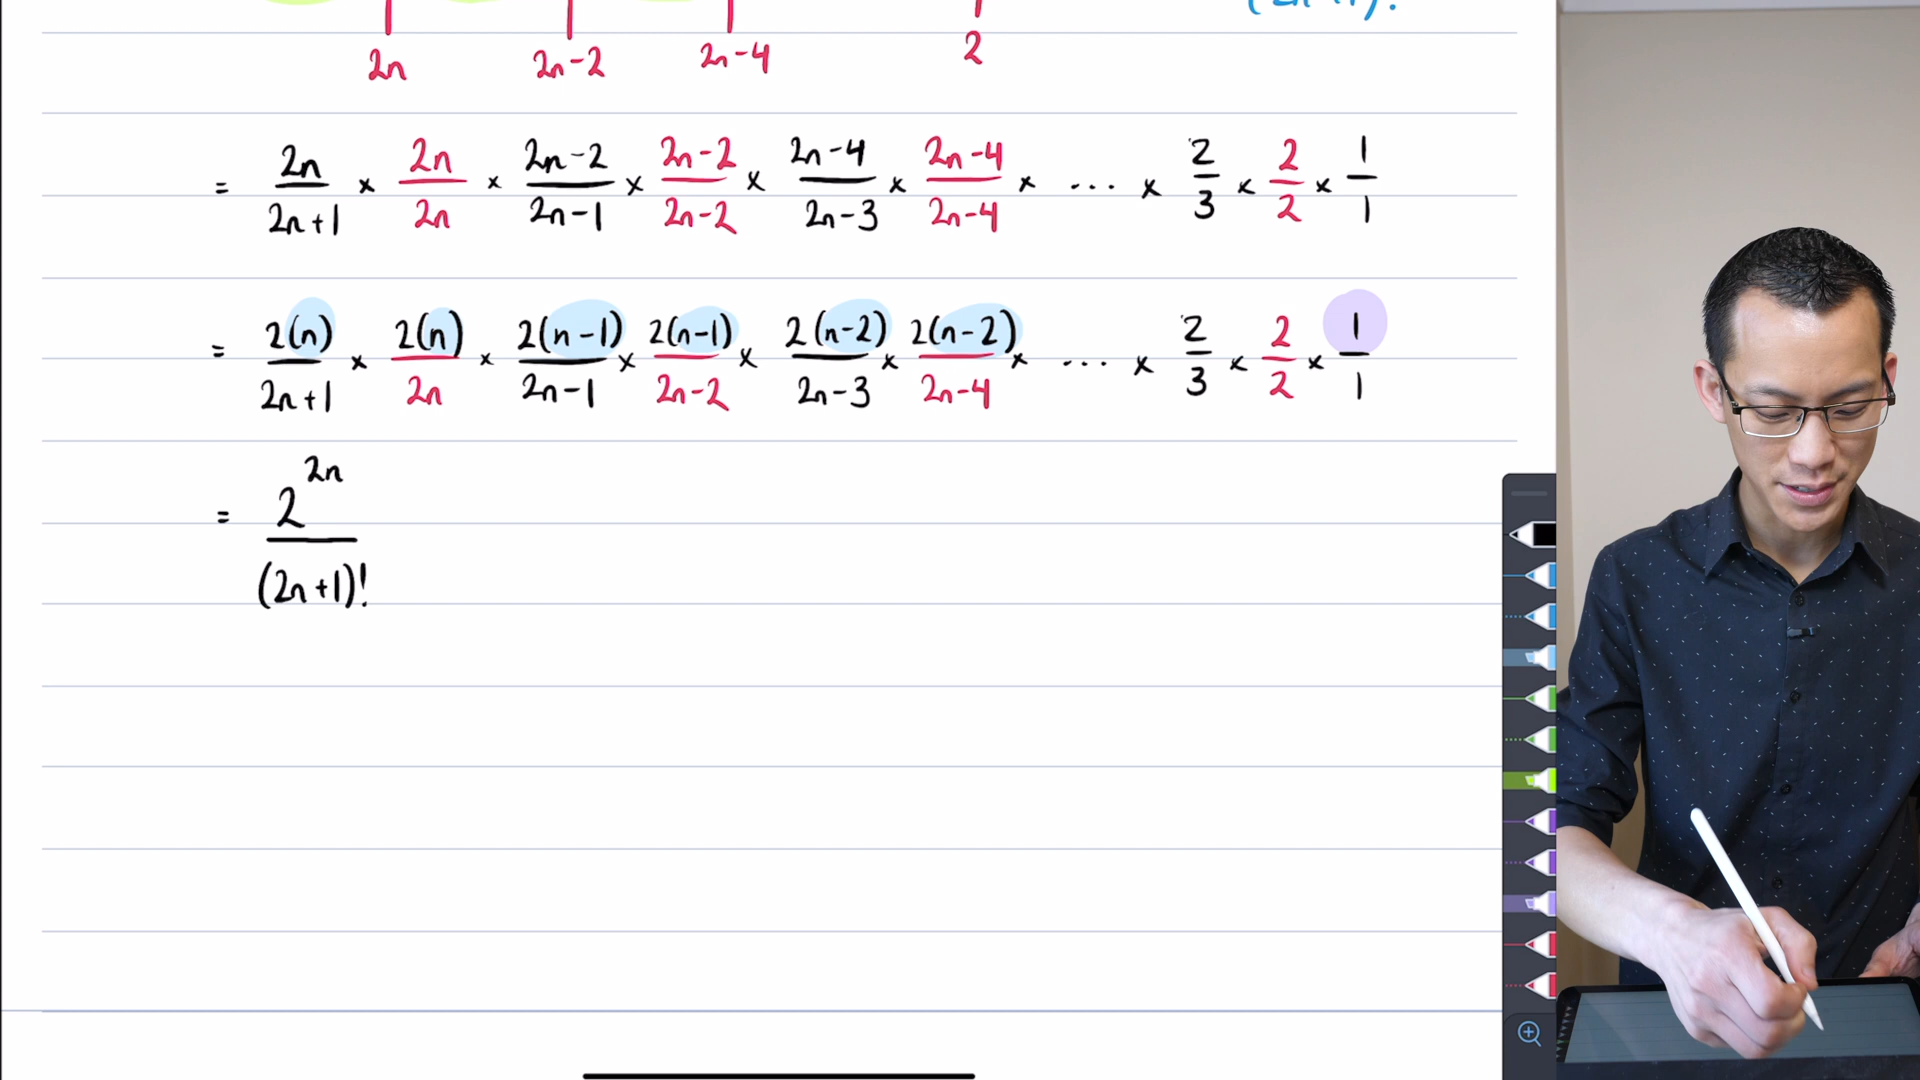 2n 2n-2 2n-4 2
= 2n/2n+1 × 2n/2n × 2n-2/2n-1 × 2n-2/2n-2 × 2n-4/2n-3 × 2n-4/2n-4 × ... × 2/3 × 2/2 × 1/1
= 2(n)/2n+1 × 2(n)/2n × 2(n-1)/2n-1 × 2(n-1)/2n-2 × 2(n-2)/2n-3 × 2(n-2)/2n-4 × ... × 2/3 × 2/2 × 1/1
= 2^2n/(2n+1)!